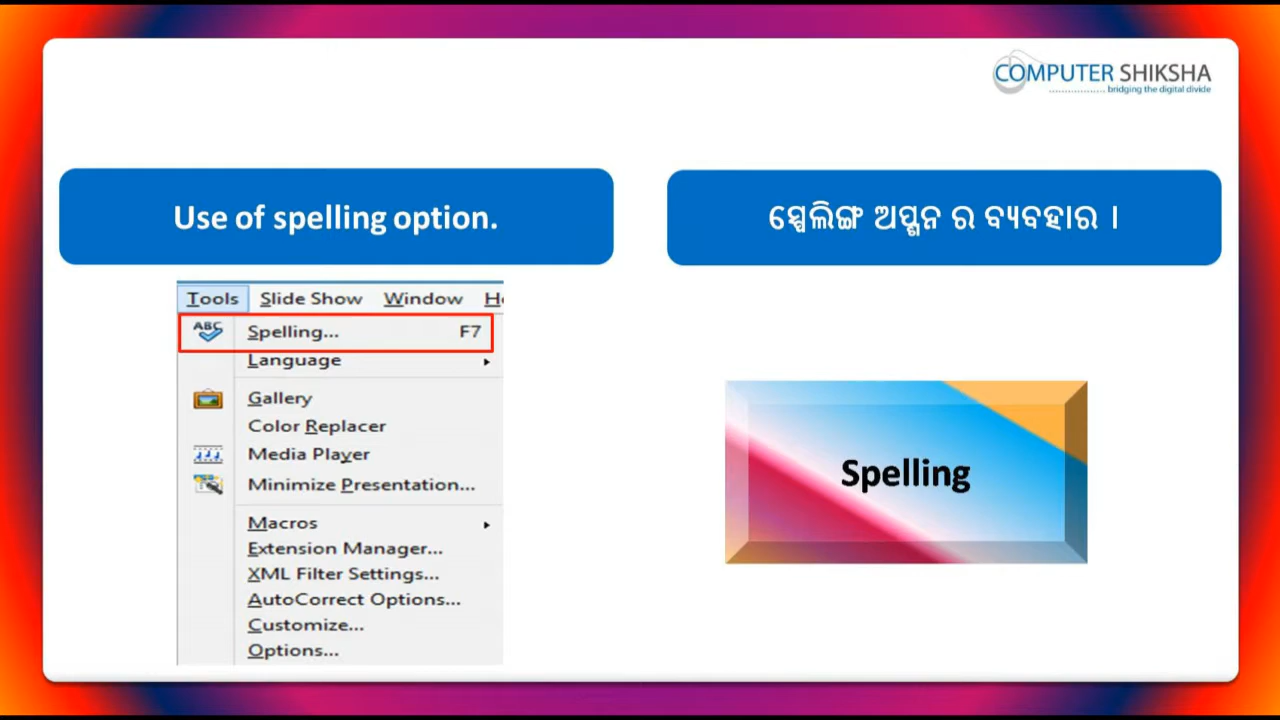 COMPUTER SHIKSHA
bridging the digital divide
Use of spelling option.
ସ୍ପେଲିଙ୍ଗ ଅପ୍ସନ ର ବ୍ୟବହାର ।
Tools Slide Show Window
ABC Spelling... F7
Language
Gallery
Color Replacer
Media Player
Minimize Presentation...
Macros
Extension Manager...
XML Filter Settings...
AutoCorrect Options...
Customize...
Options...
Spelling